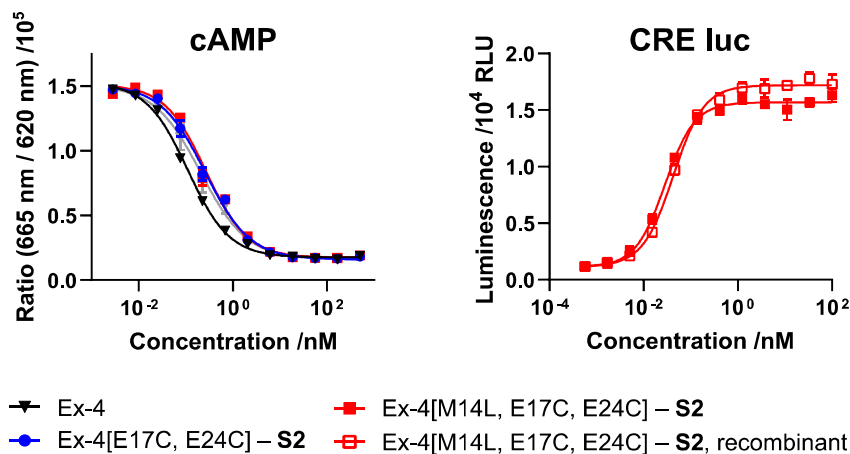 cAMP
Ratio (665 nm / 620 nm) /10⁵
1.5
1.0
0.5
0.0
10⁻² 10⁰ 10²
Concentration /nM
CRE luc
Luminescence /10⁴ RLU
2.0
1.5
1.0
0.5
0.0
10⁻⁴ 10⁻² 10⁰ 10²
Concentration /nM
Ex-4
Ex-4[E17C, E24C] – S2
Ex-4[M14L, E17C, E24C] – S2
Ex-4[M14L, E17C, E24C] – S2, recombinant